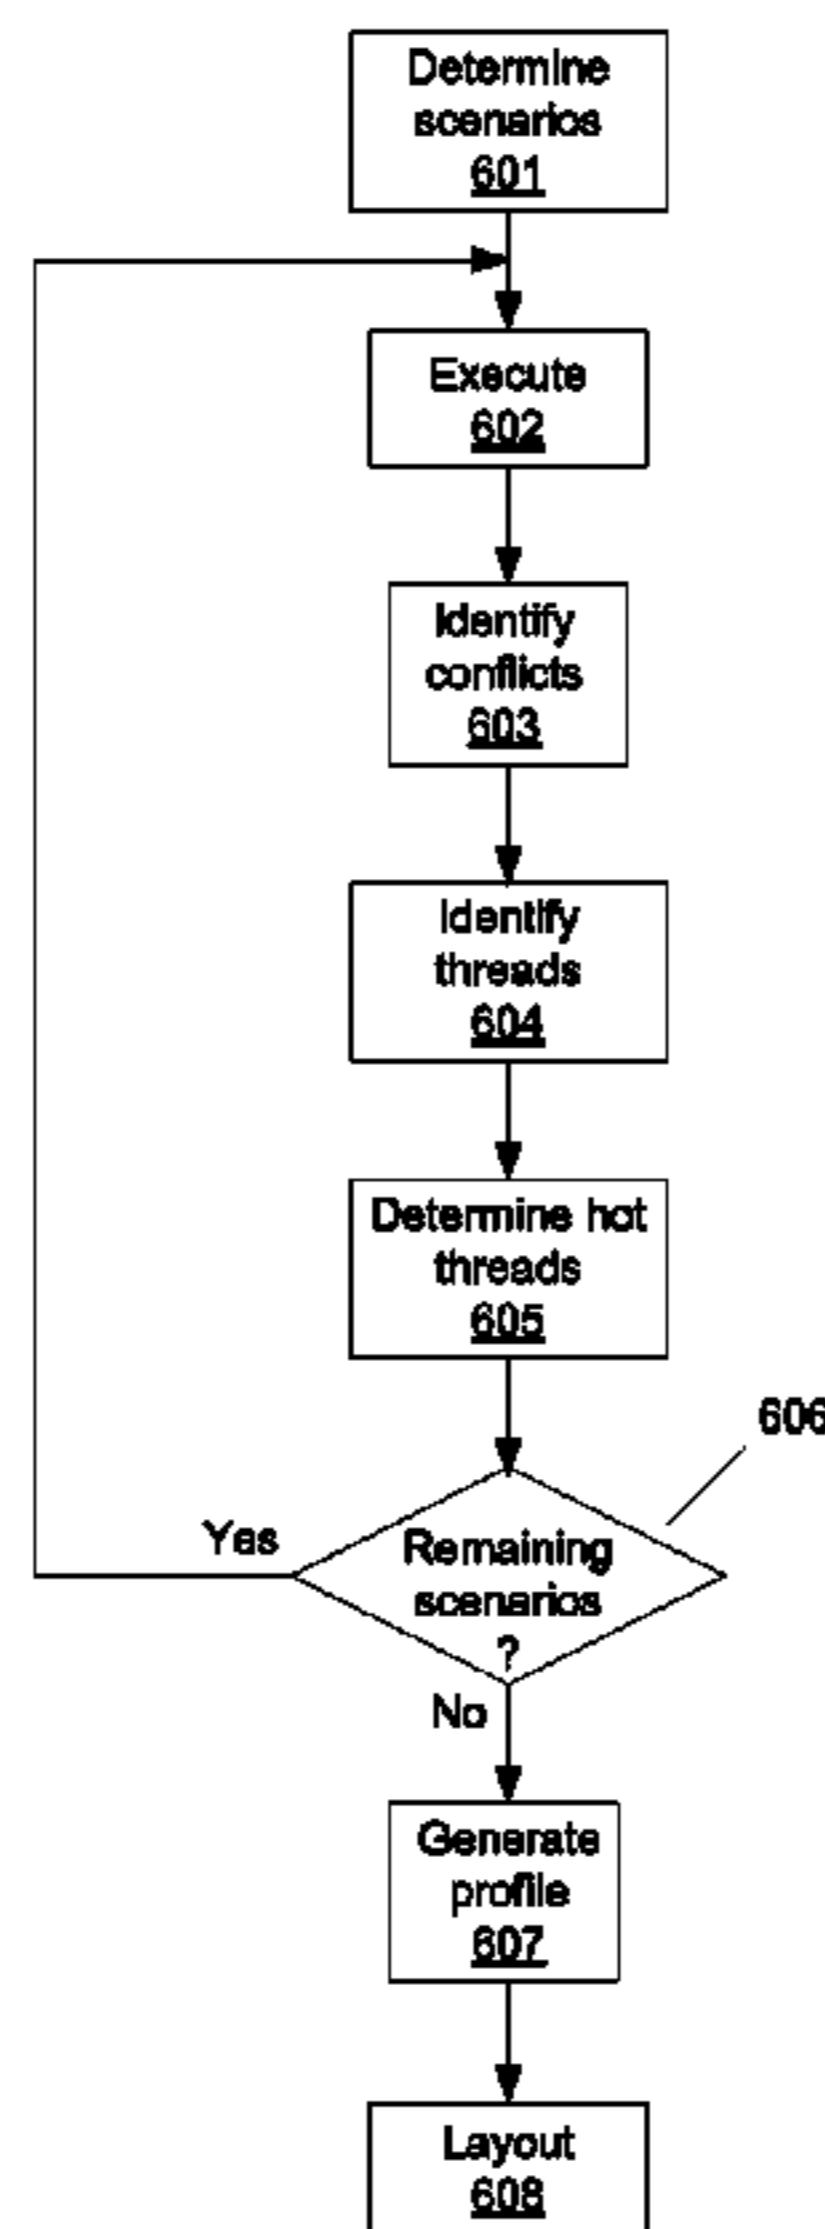 Determine
scenarios
601
Execute
602
Identify
conflicts
603
Identify
threads
604
Determine hot
threads
605
606
Yes
Remaining
scenarios
?
No
Generate
profile
607
Layout
608